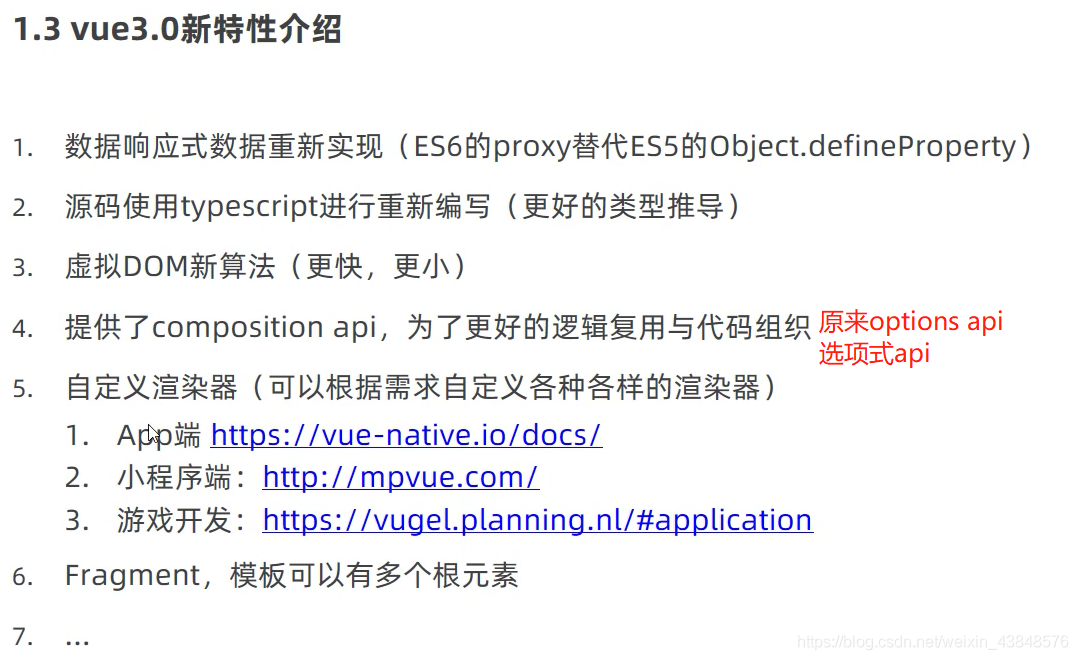 1.3 vue3.0新特性介绍
1. 数据响应式数据重新实现（ES6的proxy替代ES5的Object.defineProperty）
2. 源码使用typescript进行重新编写（更好的类型推导）
3. 虚拟DOM新算法（更快，更小）
4. 提供了composition api，为了更好的逻辑复用与代码组织 原来options api
选项式api
5. 自定义渲染器（可以根据需求自定义各种各样的渲染器）
1. App端 https://vue-native.io/docs/
2. 小程序端：http://mpvue.com/
3. 游戏开发：https://vugel.planning.nl/#application
6. Fragment，模板可以有多个根元素
7. ...
https://blog.csdn.net/weixin_43848576